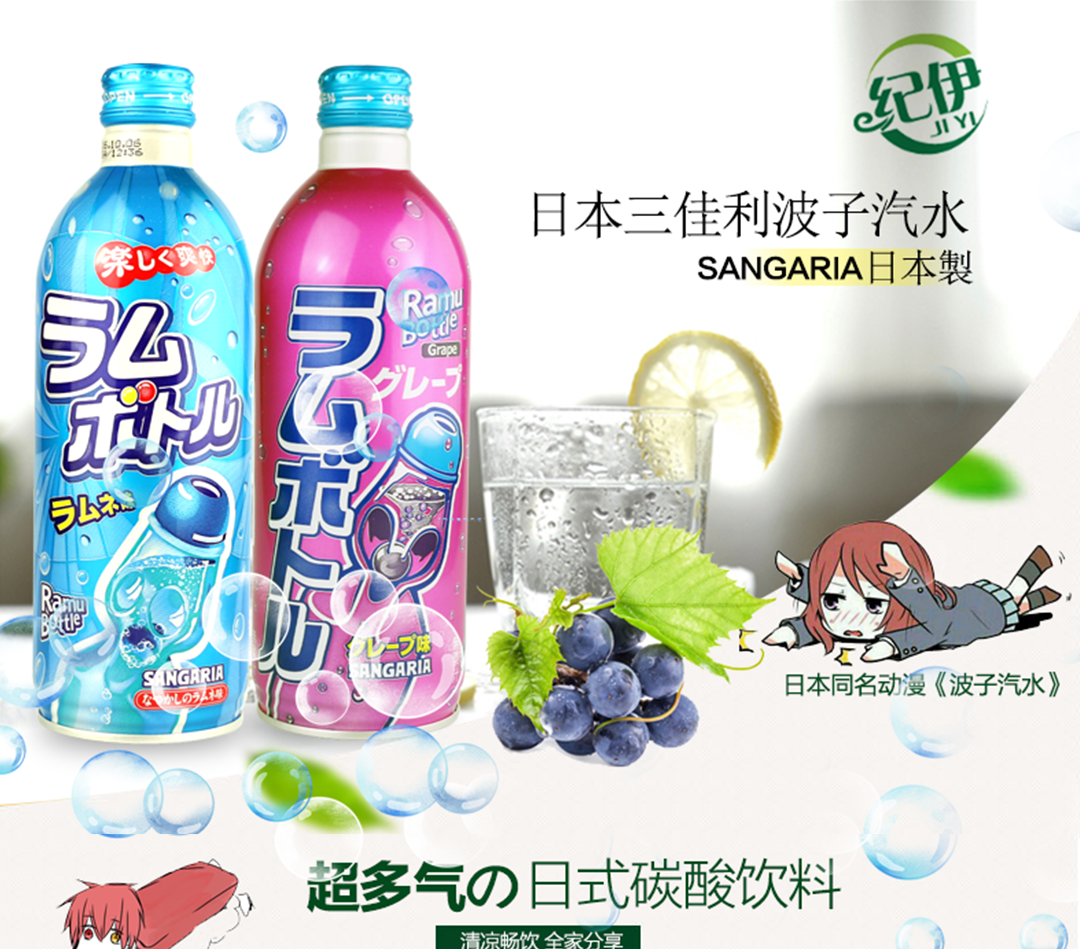 纪伊
JI YI
日本三佳利波子汽水
SANGARIA日本製
OPEN
OPEN
楽しく爽快
ラム
ボトル
ラムネ味
Ramu
Bottle
SANGARIA
なつかしのラムネ味
ラムボトル
Ramu
Bottle
Grape
グレープ
グレープ味
SANGARIA
日本同名动漫《波子汽水》
超多气の日式碳酸饮料
清凉畅饮 全家分享